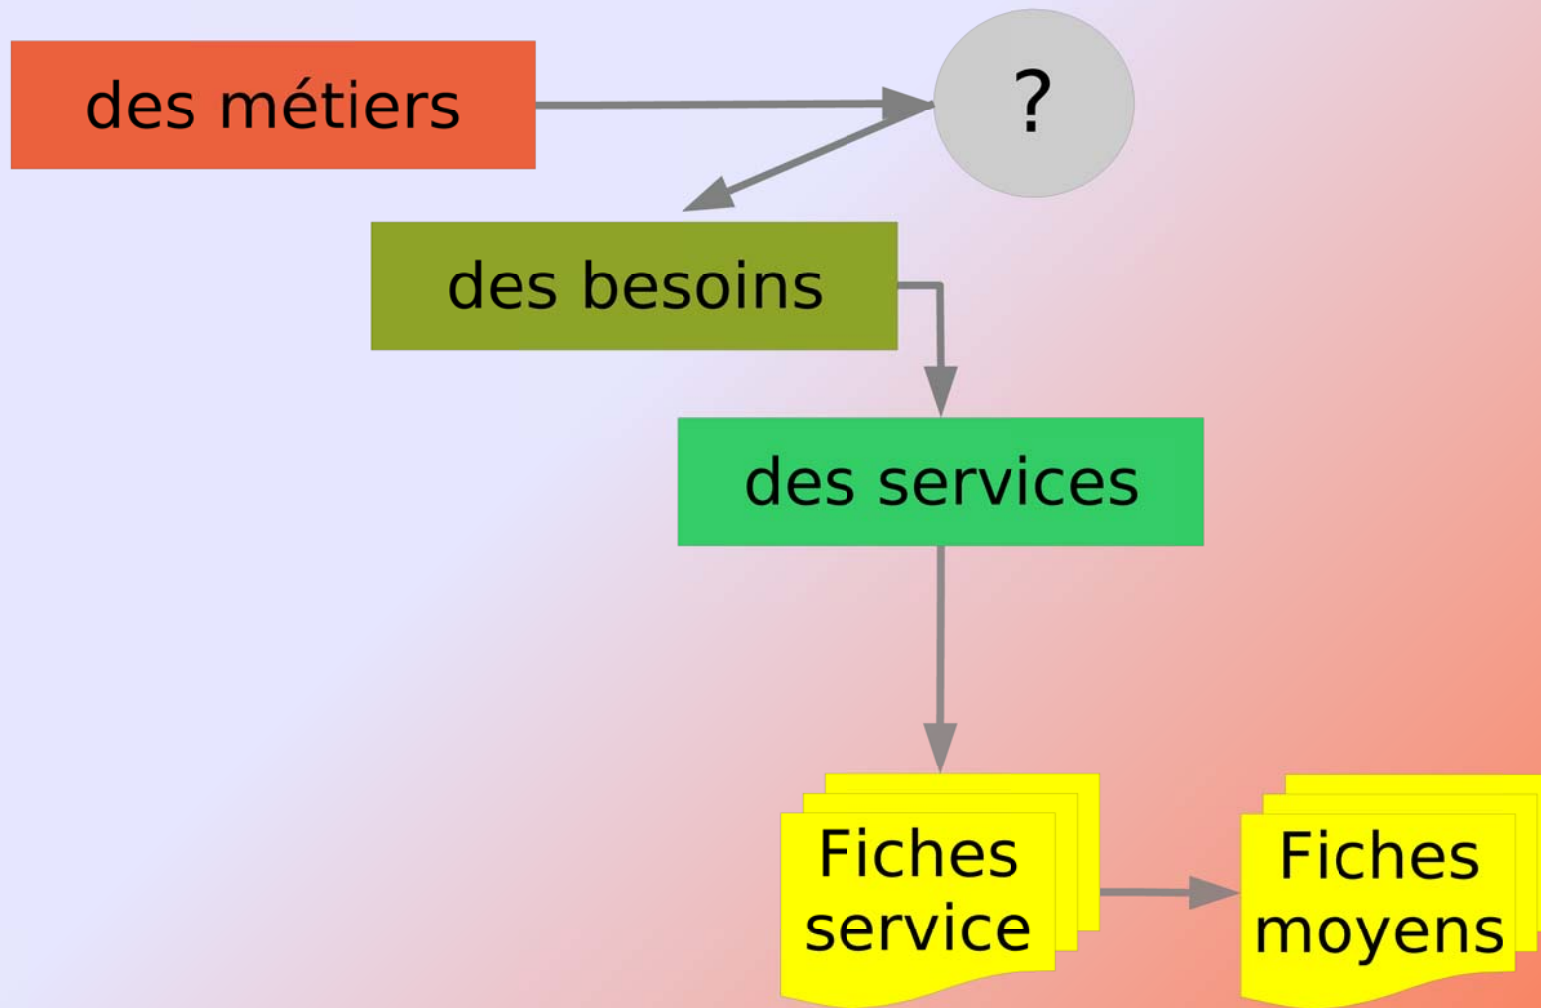 des métiers
?
des besoins
des services
Fiches
service
Fiches
moyens